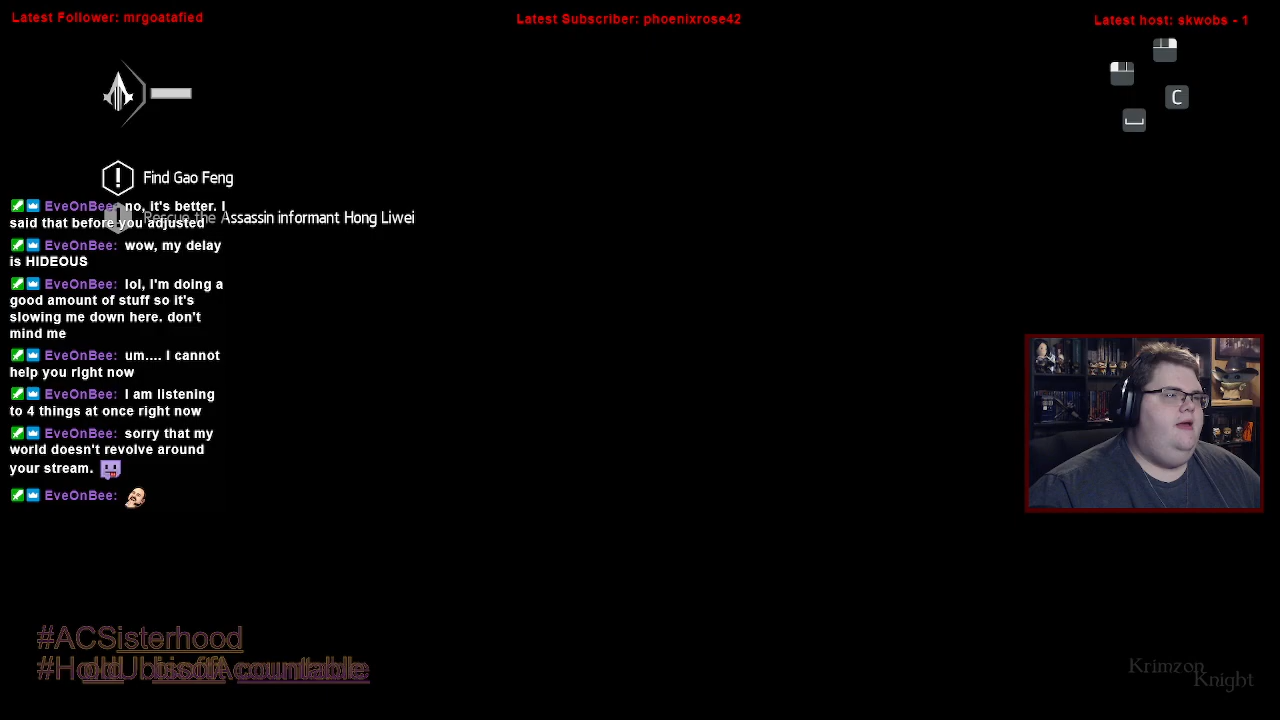 Latest Follower: mrgoatafied
Latest Subscriber: phoenixrose42
Latest host: skwobs - 1
C
Find Gao Feng
Rescue the Assassin informant Hong Liwei
EveOnBee: no, it's better. I
said that before you adjusted
EveOnBee: wow, my delay
is HIDEOUS
EveOnBee: lol, I'm doing a
good amount of stuff so it's
slowing me down here. don't
mind me
EveOnBee: um.... I cannot
help you right now
EveOnBee: I am listening
to 4 things at once right now
EveOnBee: sorry that my
world doesn't revolve around
your stream.
EveOnBee:
#ACSisterhood
#HoldUbisoftAcountable
Krimzon
Knight